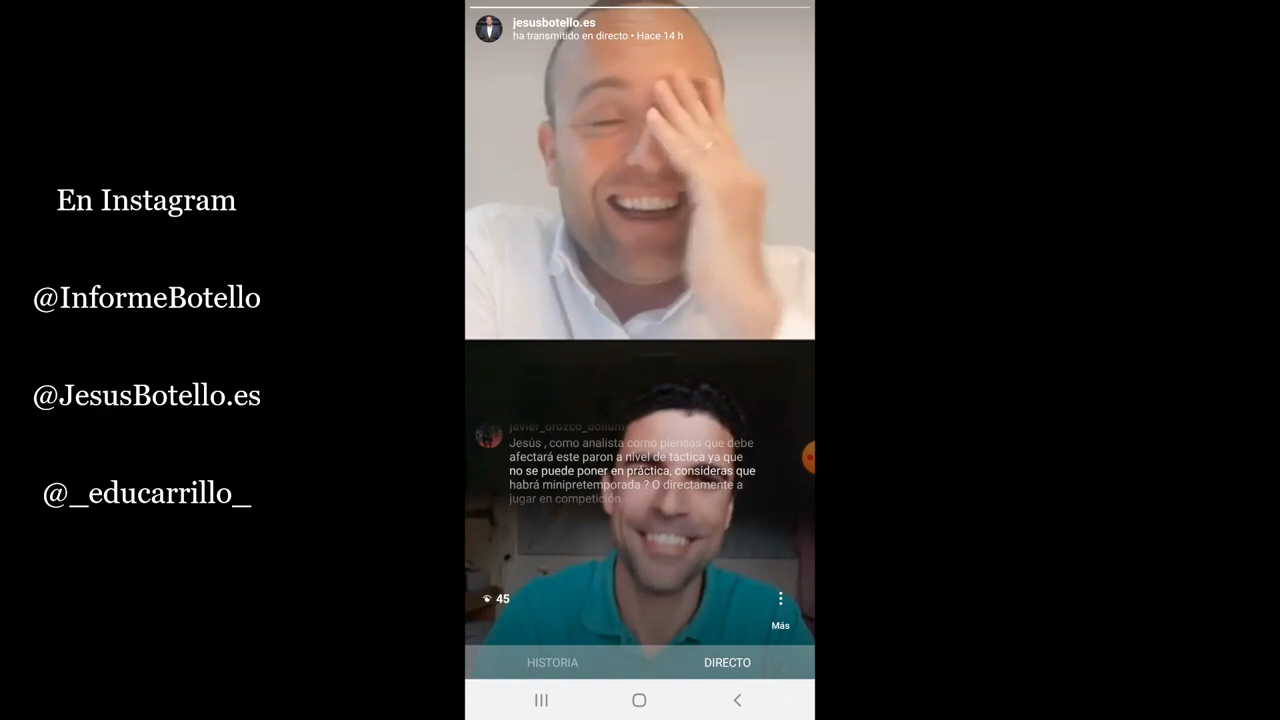 En Instagram
@InformeBotello
@JesusBotello.es
@_educarrillo_
jesusbotello.es
ha transmitido en directo • Hace 14 h
Jesús , como analista como piensas que debe
afectará este paron a nivel de táctica ya que
no se puede poner en práctica, consideras que
habrá minipretemporada ? O directamente a
jugar en competición
45
Más
HISTORIA
DIRECTO